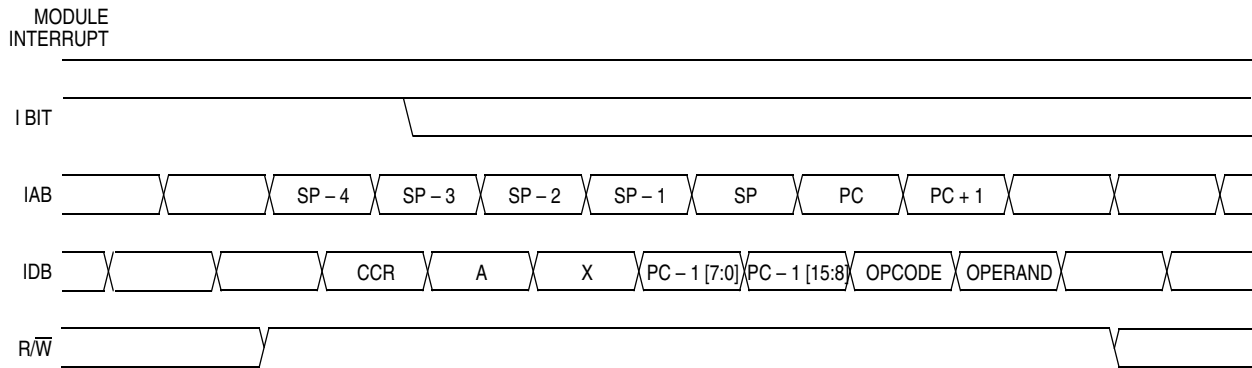 MODULE
INTERRUPT
I BIT
IAB SP – 4 SP – 3 SP – 2 SP – 1 SP PC PC + 1
IDB CCR A X PC – 1 [7:0] PC – 1 [15:8] OPCODE OPERAND
R/W̅